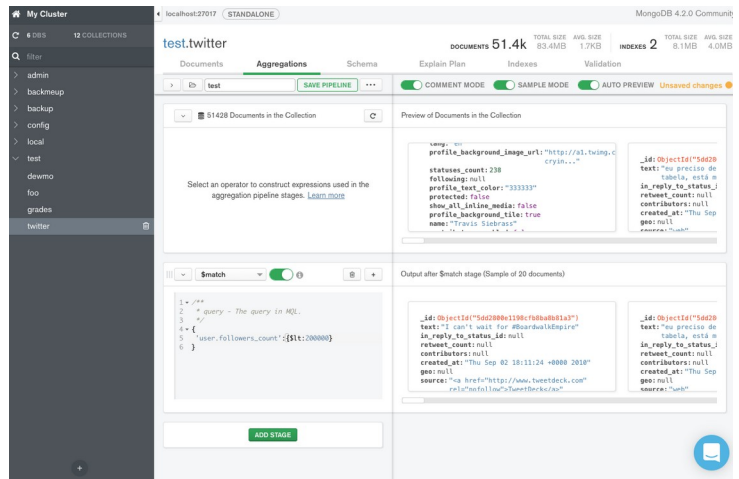 My Cluster
localhost:27017 STANDALONE
MongoDB 4.2.0 Community
6 DBS 12 COLLECTIONS
filter
admin
backmeup
backup
config
local
test
dewmo
foo
grades
twitter
test.twitter
DOCUMENTS 51.4k TOTAL SIZE 83.4MB AVG. SIZE 1.7KB INDEXES 2 TOTAL SIZE 8.1MB AVG. SIZE 4.0MB
Documents Aggregations Schema Explain Plan Indexes Validation
test SAVE PIPELINE ... COMMENT MODE SAMPLE MODE AUTO PREVIEW Unsaved changes
51428 Documents in the Collection
Select an operator to construct expressions used in the
aggregation pipeline stages. Learn more
Preview of Documents in the Collection
lang: "en"
profile_background_image_url: "http://a1.twimg.c
cryin..."
statuses_count: 238
following: null
profile_text_color: "333333"
protected: false
show_all_inline_media: false
profile_background_tile: true
name: "Travis Siebrass"
_id: ObjectId("5dd28
text: "eu preciso de
tabela, está m
in_reply_to_status_i
retweet_count: null
contributors: null
created_at: "Thu Sep
geo: null
source: "web"
$match
1 /**
2 * query - The query in MQL.
3 */
4 {
5 'user.followers_count':{$lt:200000}
6 }
Output after $match stage (Sample of 20 documents)
_id: ObjectId("5dd2800e1198cfb8ba8b81a3")
text: "I can't wait for #BoardwalkEmpire"
in_reply_to_status_id: null
retweet_count: null
contributors: null
created_at: "Thu Sep 02 18:11:24 +0000 2010"
geo: null
source: "<a href="http://www.tweetdeck.com"
rel="nofollow">TweetDeck</a>"
_id: ObjectId("5dd28
text: "eu preciso de
tabela, está m
in_reply_to_status_i
retweet_count: null
contributors: null
created_at: "Thu Sep
geo: null
source: "web"
ADD STAGE